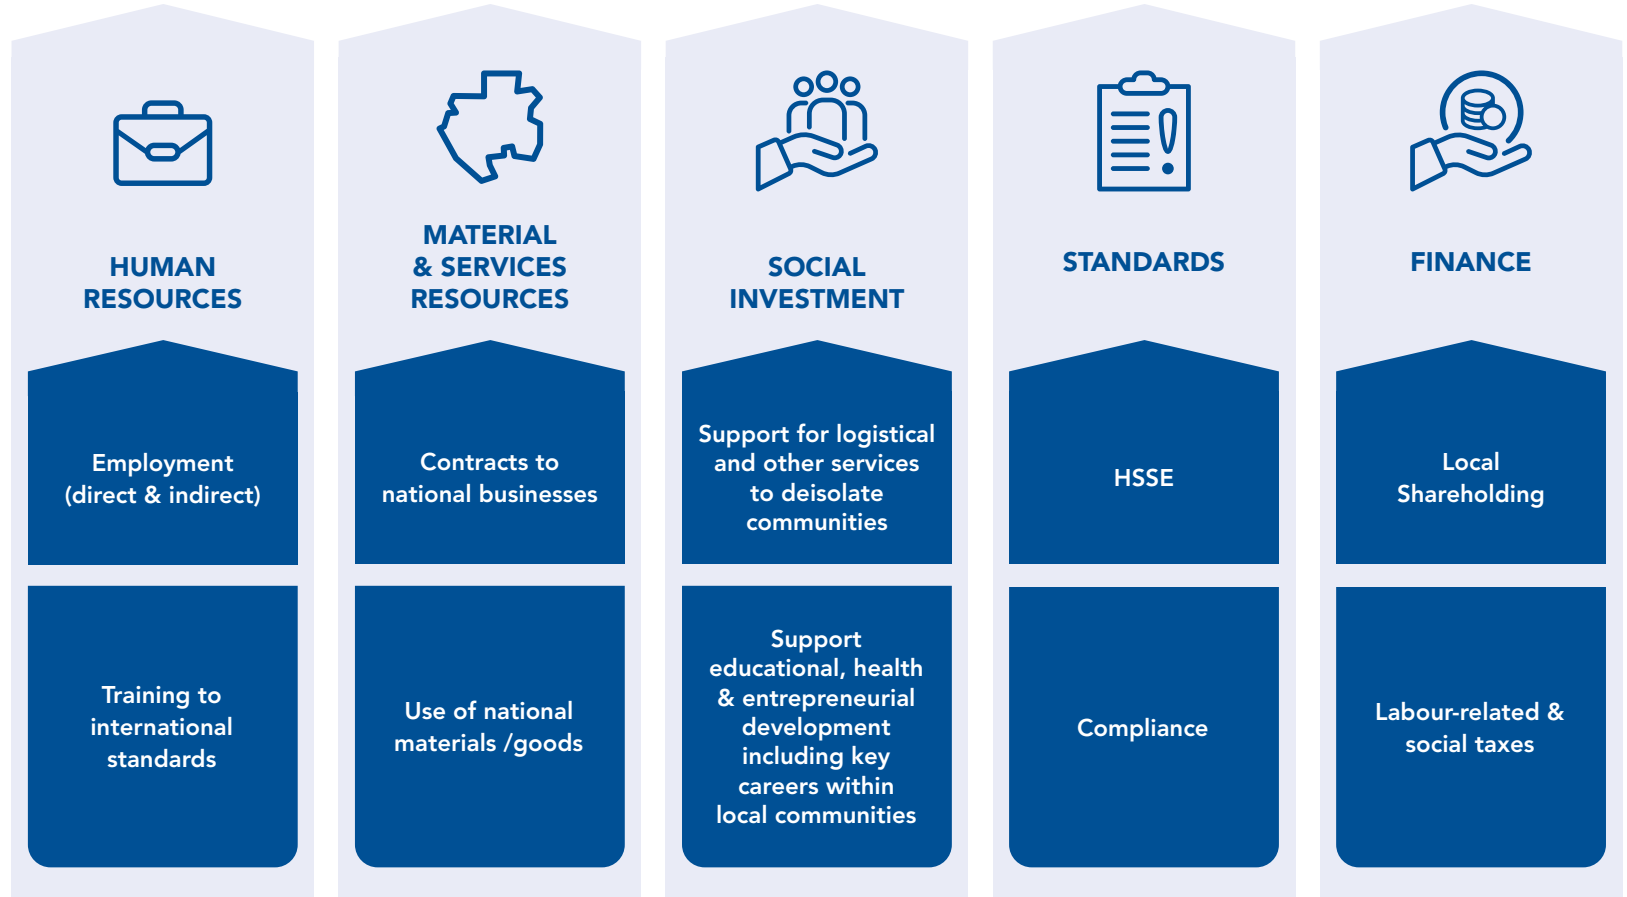 HUMAN
RESOURCES
Employment
(direct & indirect)
Training to
international
standards
MATERIAL
& SERVICES
RESOURCES
Contracts to
national businesses
Use of national
materials /goods
SOCIAL
INVESTMENT
Support for logistical
and other services
to deisolate
communities
Support
educational, health
& entrepreneurial
development
including key
careers within
local communities
STANDARDS
HSSE
Compliance
FINANCE
Local
Shareholding
Labour-related &
social taxes